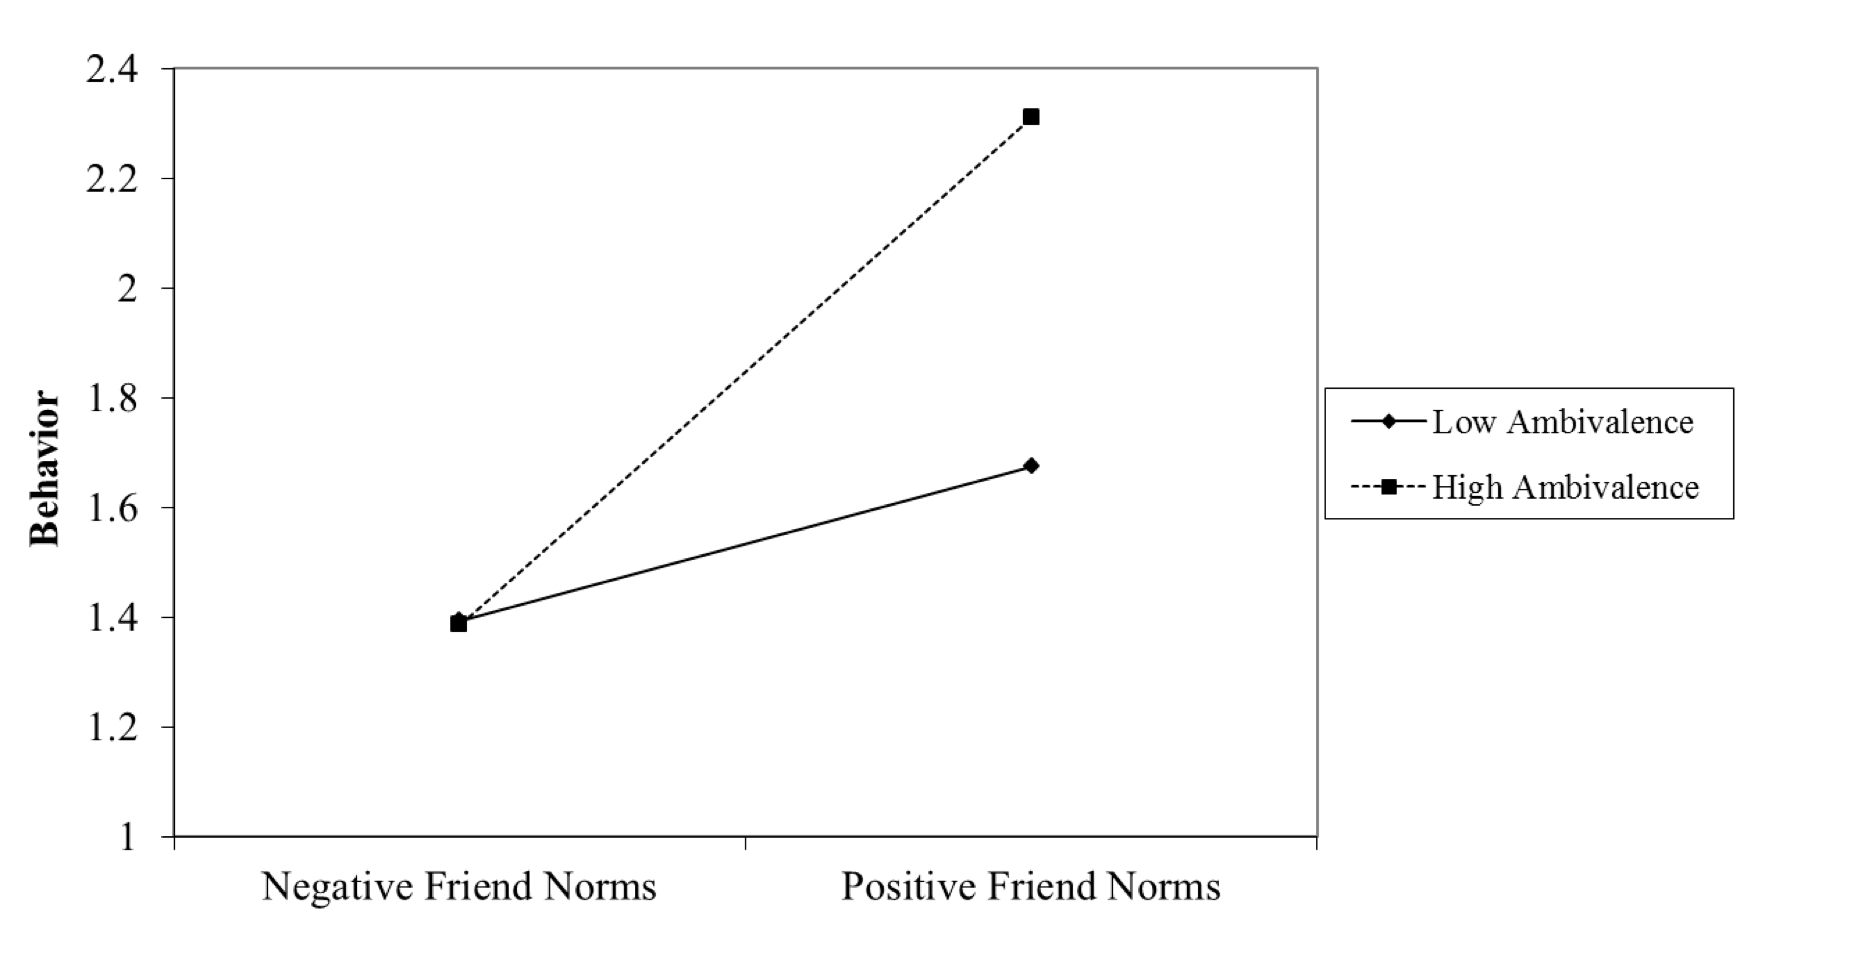 2.4
2.2
2
1.8
1.6
1.4
1.2
1
Behavior
Negative Friend Norms
Positive Friend Norms
Low Ambivalence
High Ambivalence